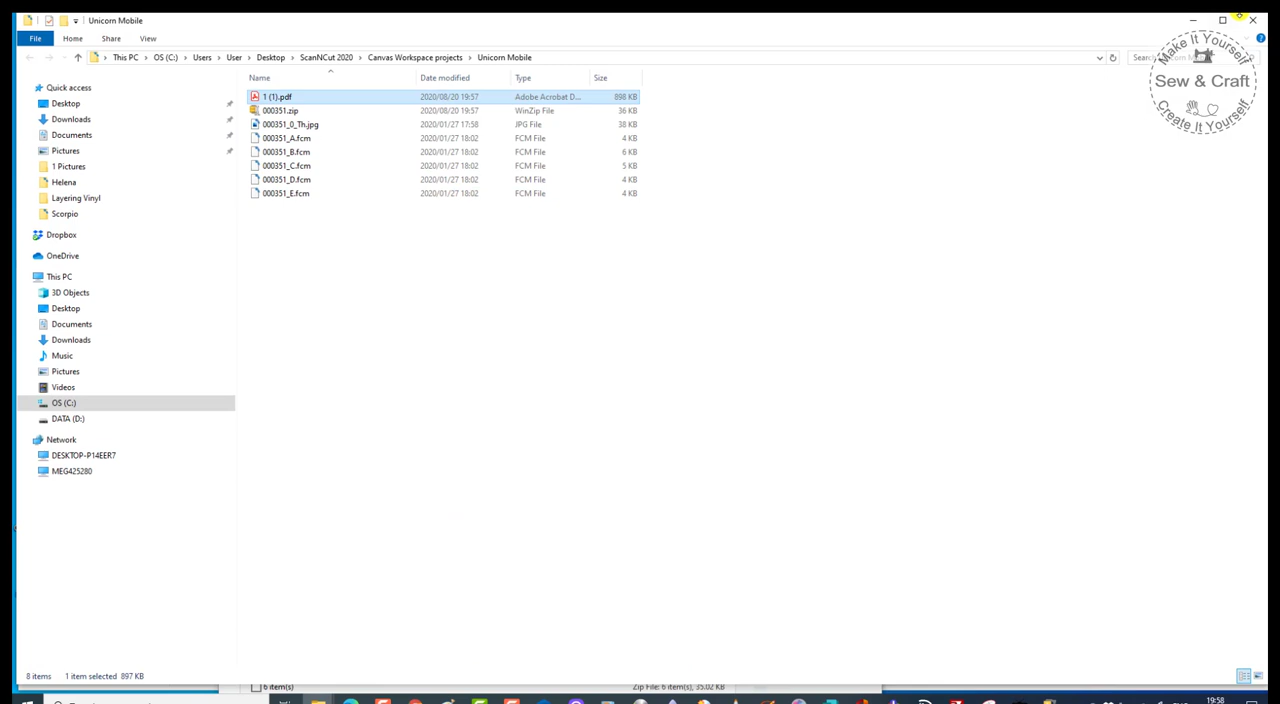 Unicorn Mobile
File Home Share View
This PC > OS (C:) > Users > User > Desktop > ScanNCut 2020 > Canvas Workspace projects > Unicorn Mobile
Make It Yourself
Sew & Craft
Create It Yourself
Name Date modified Type Size
1 (1).pdf 2020/08/20 19:57 Adobe Acrobat D... 898 KB
000351.zip 2020/08/20 19:57 WinZip File 36 KB
000351_0_Th.jpg 2020/01/27 17:58 JPG File 38 KB
000351_A.fcm 2020/01/27 18:02 FCM File 4 KB
000351_B.fcm 2020/01/27 18:02 FCM File 6 KB
000351_C.fcm 2020/01/27 18:02 FCM File 5 KB
000351_D.fcm 2020/01/27 18:02 FCM File 4 KB
000351_E.fcm 2020/01/27 18:02 FCM File 4 KB
Quick access
Desktop
Downloads
Documents
Pictures
1 Pictures
Helena
Layering Vinyl
Scorpio
Dropbox
OneDrive
This PC
3D Objects
Desktop
Documents
Downloads
Music
Pictures
Videos
OS (C:)
DATA (D:)
Network
DESKTOP-P14EER7
MEG425280
8 items 1 item selected 897 KB
6 item(s) Zip File: 6 item(s), 35.02 KB
19:58